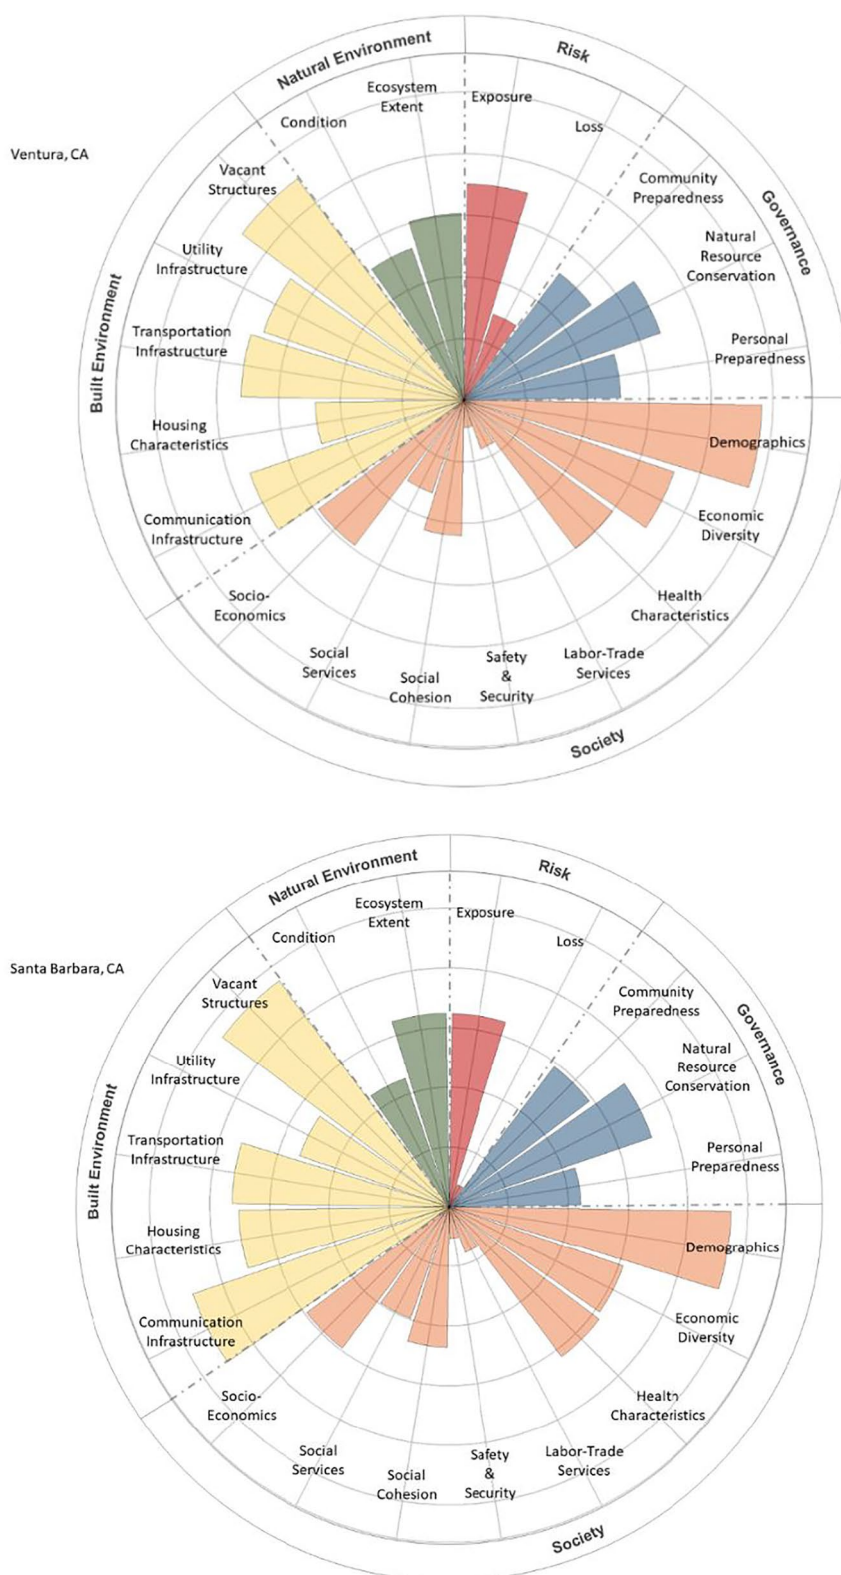 Natural Environment
Risk
Ecosystem
Extent
Exposure
Condition
Loss
Ventura, CA
Vacant
Structures
Community
Preparedness
Governance
Utility
Infrastructure
Natural
Resource
Conservation
Built Environment
Transportation
Infrastructure
Personal
Preparedness
Housing
Characteristics
Demographics
Communication
Infrastructure
Economic
Diversity
Socio-
Economics
Health
Characteristics
Social
Services
Social
Cohesion
Safety
&
Security
Labor-Trade
Services
Society
Natural Environment
Risk
Ecosystem
Extent
Exposure
Condition
Loss
Santa Barbara, CA
Vacant
Structures
Community
Preparedness
Governance
Utility
Infrastructure
Natural
Resource
Conservation
Built Environment
Transportation
Infrastructure
Personal
Preparedness
Housing
Characteristics
Demographics
Communication
Infrastructure
Economic
Diversity
Socio-
Economics
Health
Characteristics
Social
Services
Social
Cohesion
Safety
&
Security
Labor-Trade
Services
Society